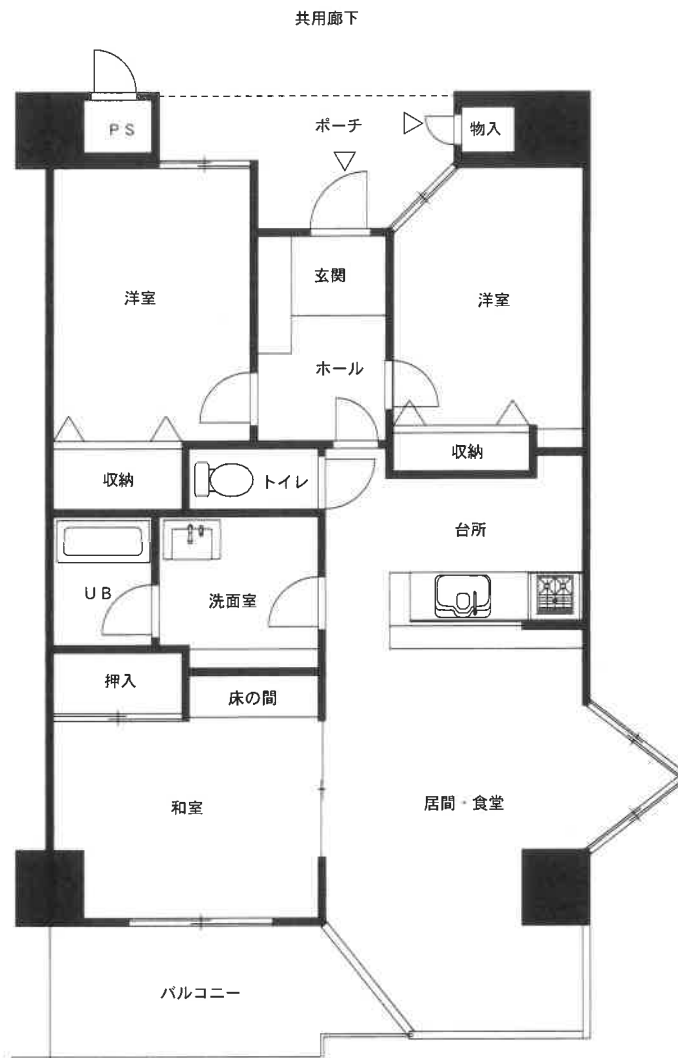 共用廊下
PS
ポーチ
物入
玄関
洋室
洋室
ホール
収納
収納
トイレ
台所
UB
洗面室
押入
床の間
和室
居間・食堂
バルコニー